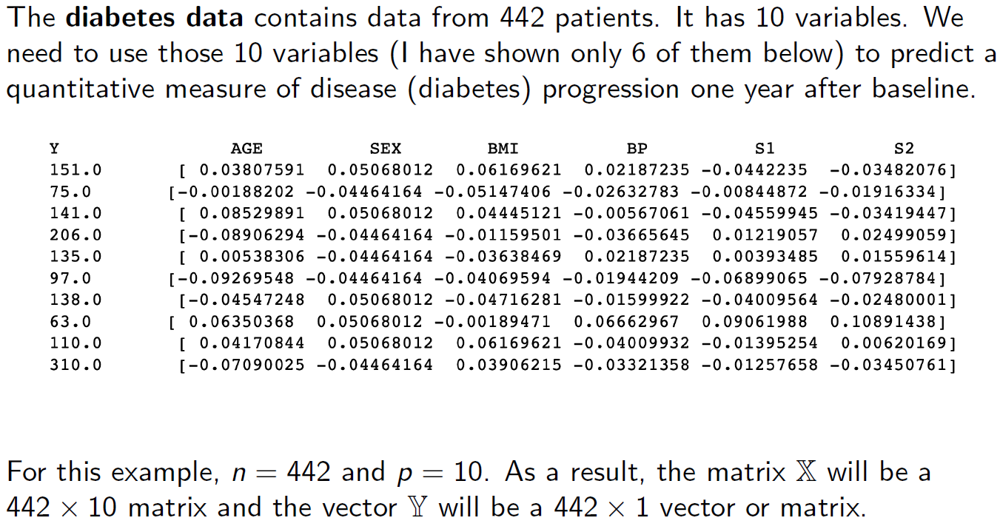 The diabetes data contains data from 442 patients. It has 10 variables. We
need to use those 10 variables (I have shown only 6 of them below) to predict a
quantitative measure of disease (diabetes) progression one year after baseline.
Y AGE SEX BMI BP S1 S2
151.0 [ 0.03807591 0.05068012 0.06169621 0.02187235 -0.0442235 -0.03482076]
75.0 [-0.00188202 -0.04464164 -0.05147406 -0.02632783 -0.00844872 -0.01916334]
141.0 [ 0.08529891 0.05068012 0.04445121 -0.00567061 -0.04559945 -0.03419447]
206.0 [-0.08906294 -0.04464164 -0.01159501 -0.03665645 0.01219057 0.02499059]
135.0 [ 0.00538306 -0.04464164 -0.03638469 0.02187235 0.00393485 0.01559614]
97.0 [-0.09269548 -0.04464164 -0.04069594 -0.01944209 -0.06899065 -0.07928784]
138.0 [-0.04547248 0.05068012 -0.04716281 -0.01599922 -0.04009564 -0.02480001]
63.0 [ 0.06350368 0.05068012 -0.00189471 0.06662967 0.09061988 0.10891438]
110.0 [ 0.04170844 0.05068012 0.06169621 -0.04009932 -0.01395254 0.00620169]
310.0 [-0.07090025 -0.04464164 0.03906215 -0.03321358 -0.01257658 -0.03450761]
For this example, n = 442 and p = 10. As a result, the matrix 𝕏 will be a
442 × 10 matrix and the vector 𝕐 will be a 442 × 1 vector or matrix.